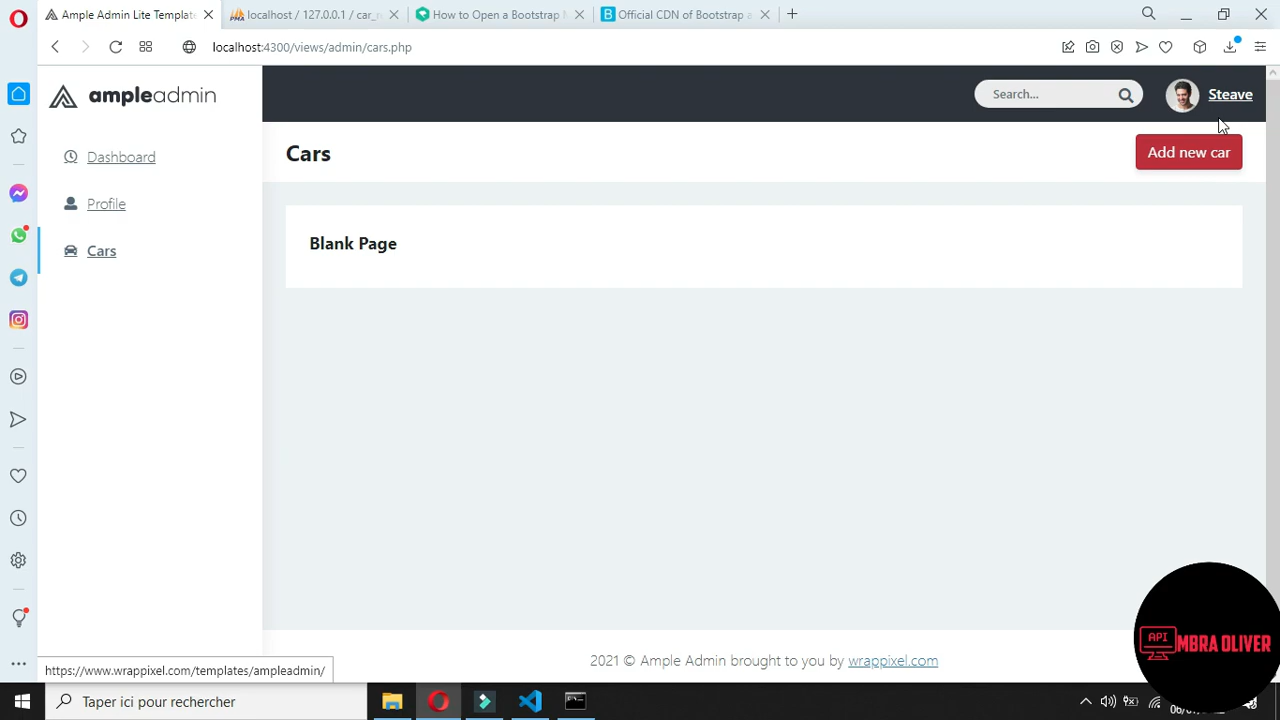 Ample Admin Lite Template
localhost / 127.0.0.1 / car_r
How to Open a Bootstrap M
Official CDN of Bootstrap a
localhost:4300/views/admin/cars.php
ampleadmin
Search...
Steave
Dashboard
Profile
Cars
Cars
Add new car
Blank Page
2021 © Ample Admin brought to you by wrappixel.com
https://www.wrappixel.com/templates/ampleadmin/
API
MBRA OLIVER
Taper ici pour rechercher